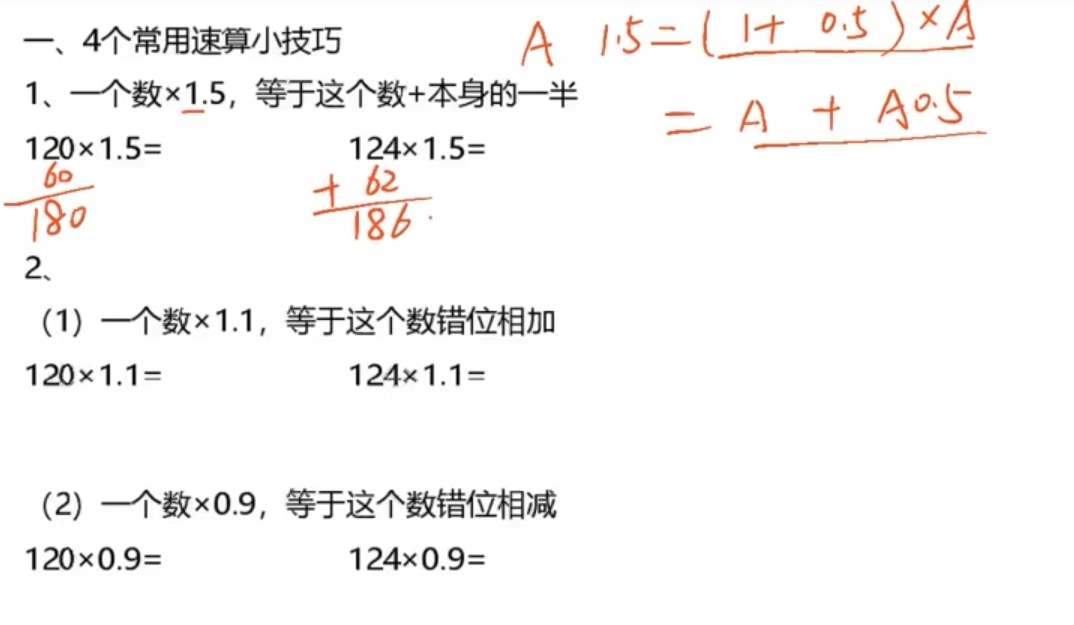 一、4个常用速算小技巧
A 1.5=(1+ 0.5)×A
1、一个数×1.5，等于这个数+本身的一半
= A + A0.5
120×1.5= 124×1.5=
60 + 62
180 186
2、
（1）一个数×1.1，等于这个数错位相加
120×1.1= 124×1.1=
（2）一个数×0.9，等于这个数错位相减
120×0.9= 124×0.9=